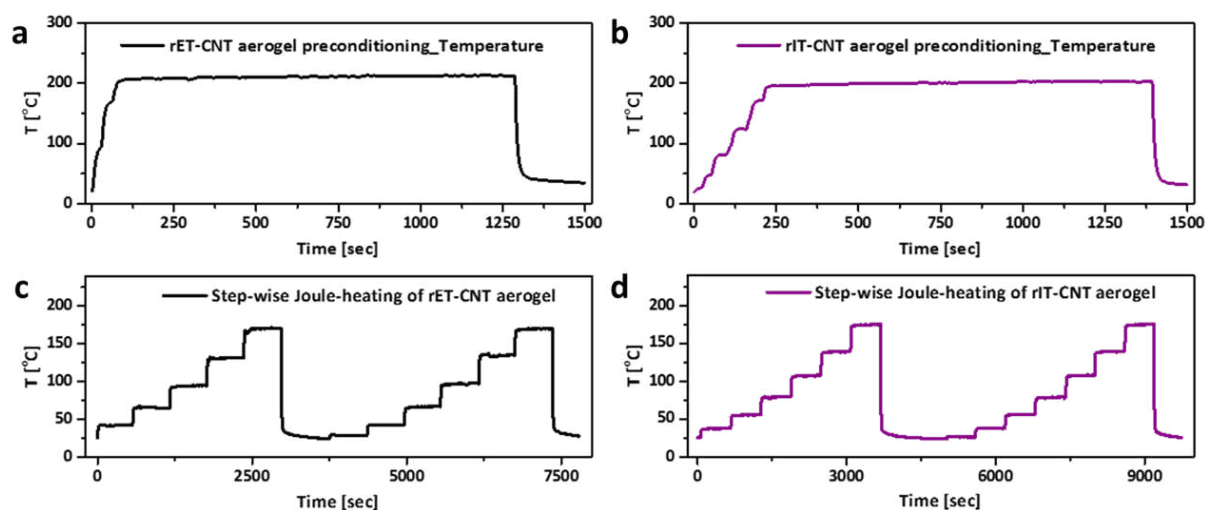 a
300
200
100
0
T [°C]
rET-CNT aerogel preconditioning_Temperature
0 250 500 750 1000 1250 1500
Time [sec]
b
300
200
100
0
T [°C]
rIT-CNT aerogel preconditioning_Temperature
0 250 500 750 1000 1250 1500
Time [sec]
c
200
150
100
50
0
T [°C]
Step-wise Joule-heating of rET-CNT aerogel
0 2500 5000 7500
Time [sec]
d
200
150
100
50
0
T [°C]
Step-wise Joule-heating of rIT-CNT aerogel
0 3000 6000 9000
Time [sec]